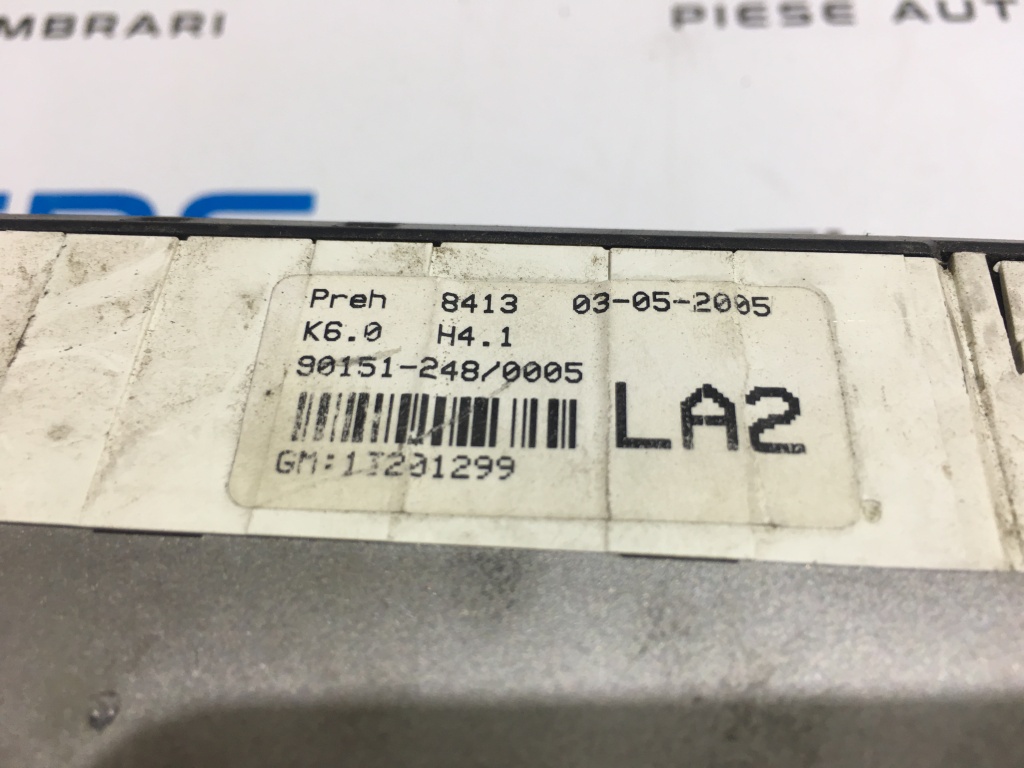 MBRARI PIESE AUT
Preh 8413 03-05-2005
K6.0 H4.1
90151-248/0005
LA2
GM:13201299